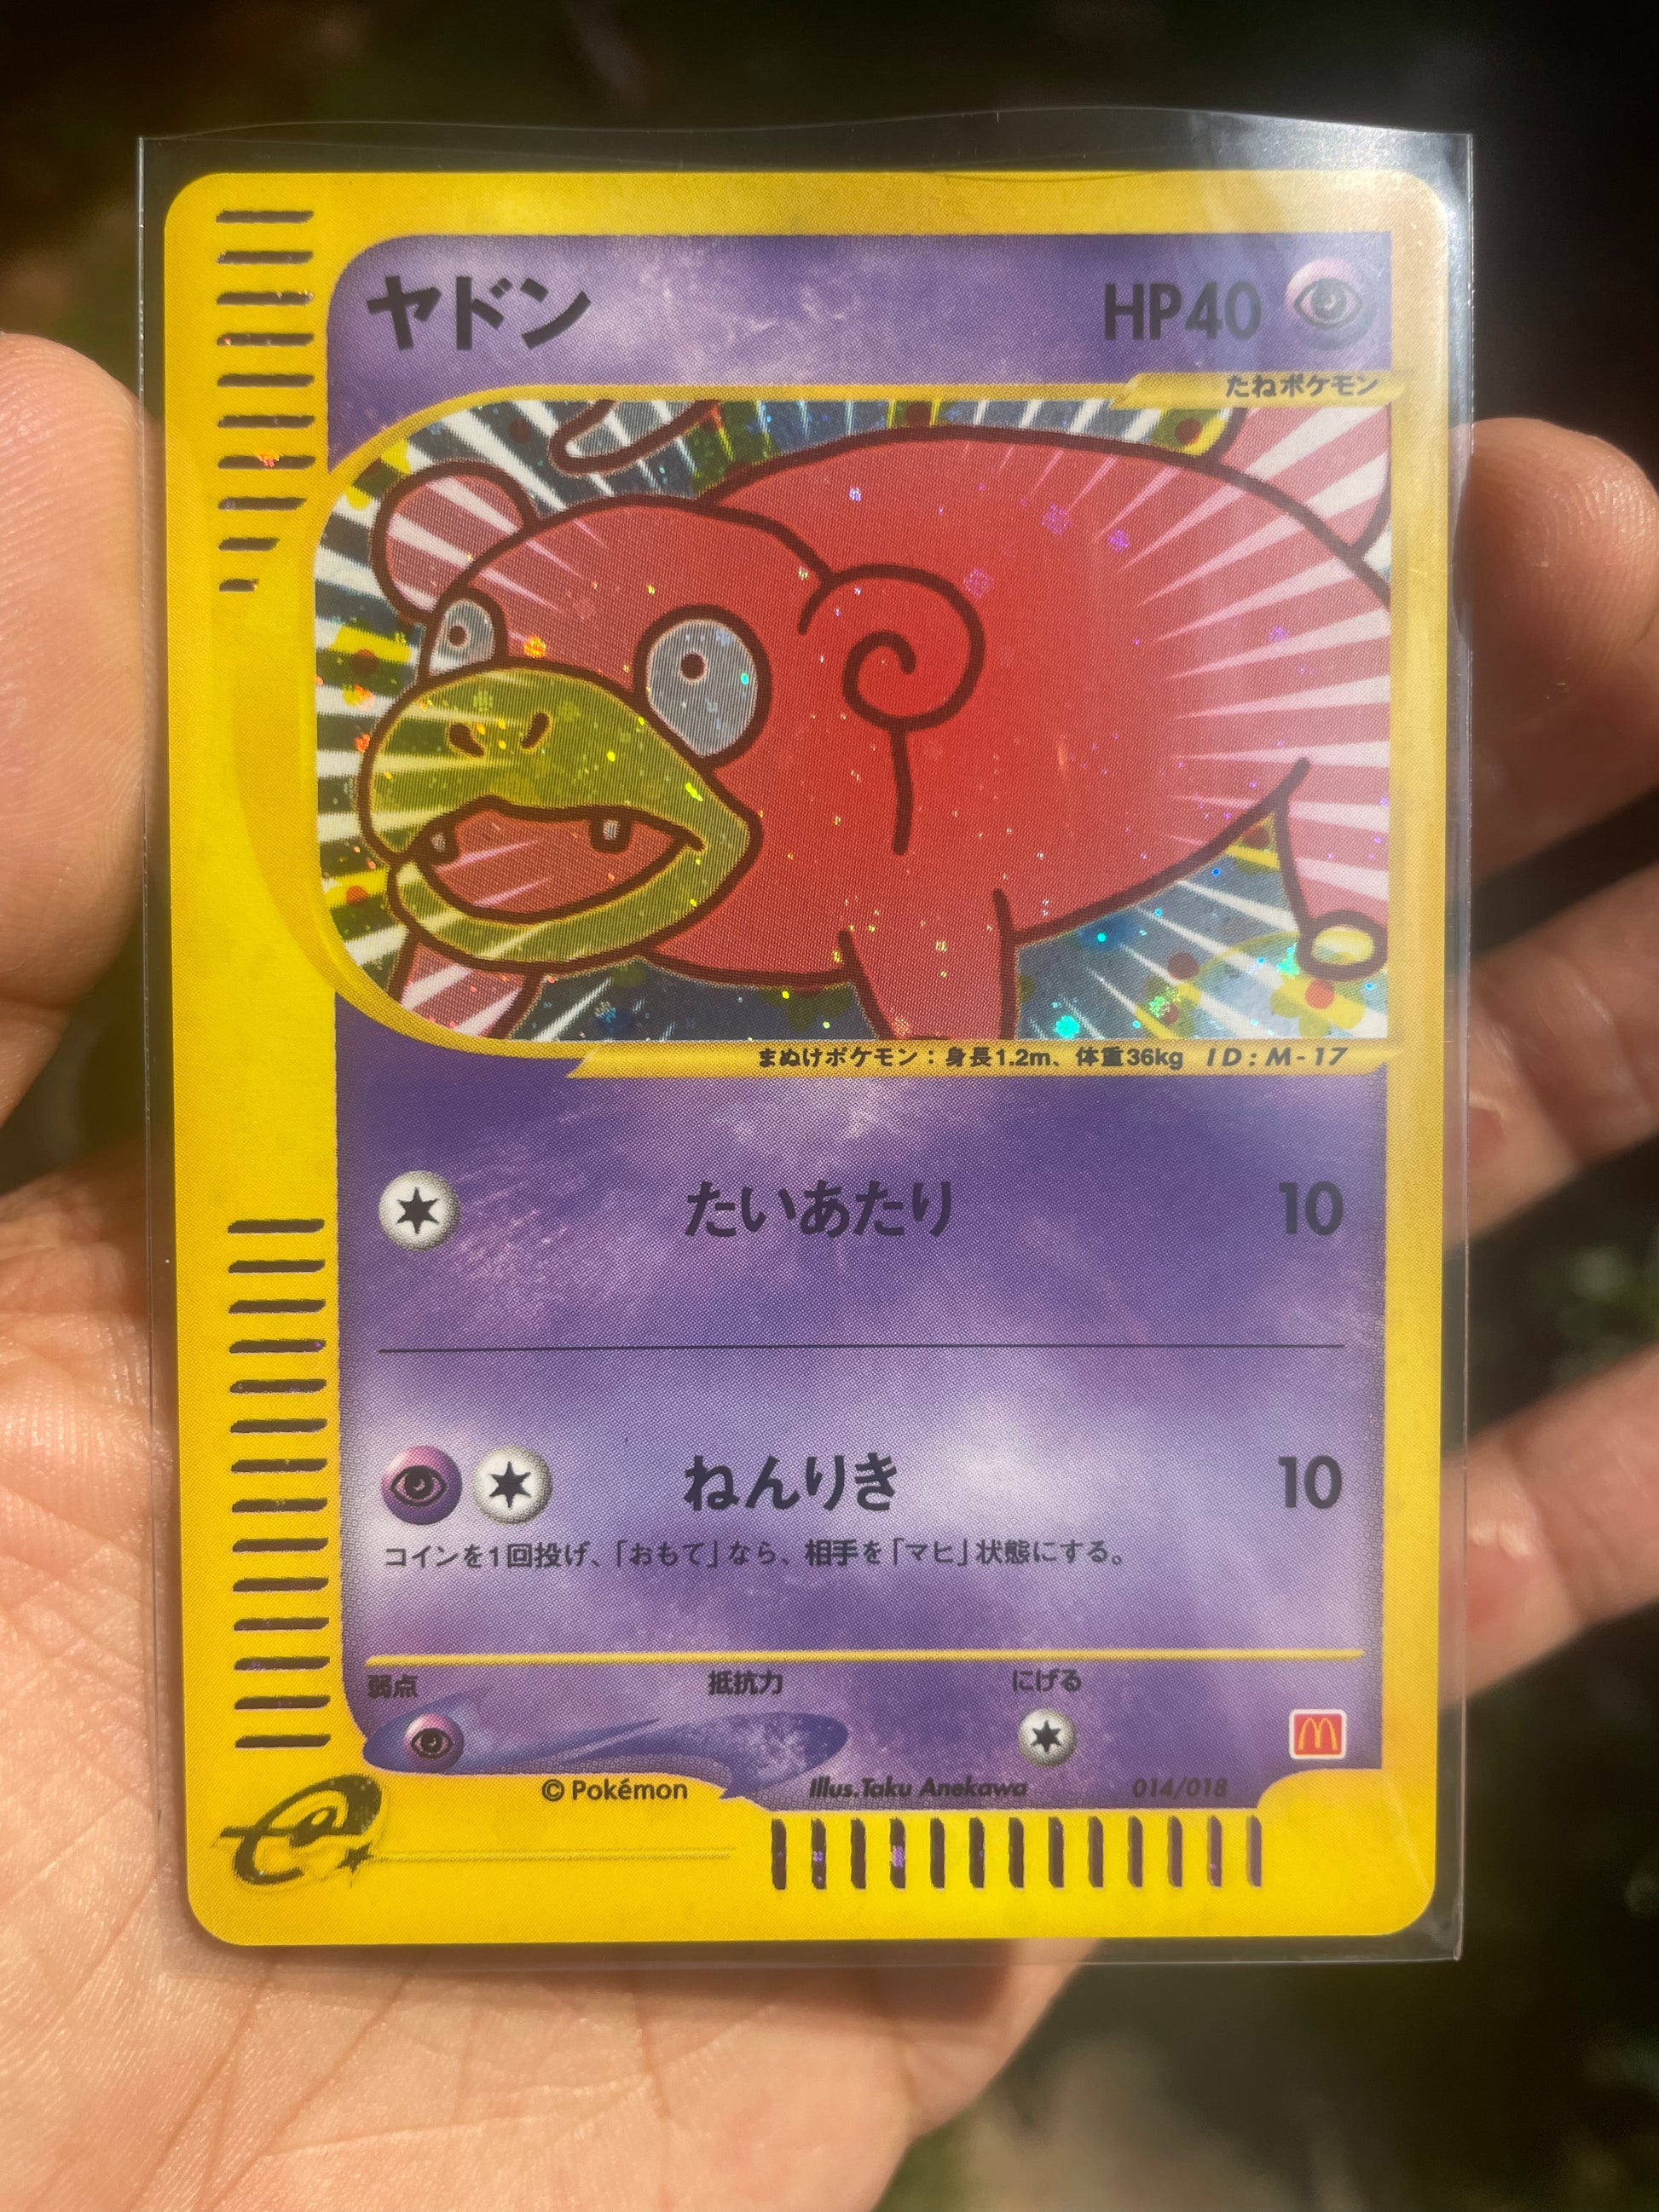 ヤドン HP40
たねポケモン
まぬけポケモン：身長1.2m、体重36kg ID:M-17
たいあたり 10
ねんりき 10
コインを1回投げ、「おもて」なら、相手を「マヒ」状態にする。
弱点 抵抗力 にげる
©Pokémon Illus.Taku Anekawa 014/018
e
M